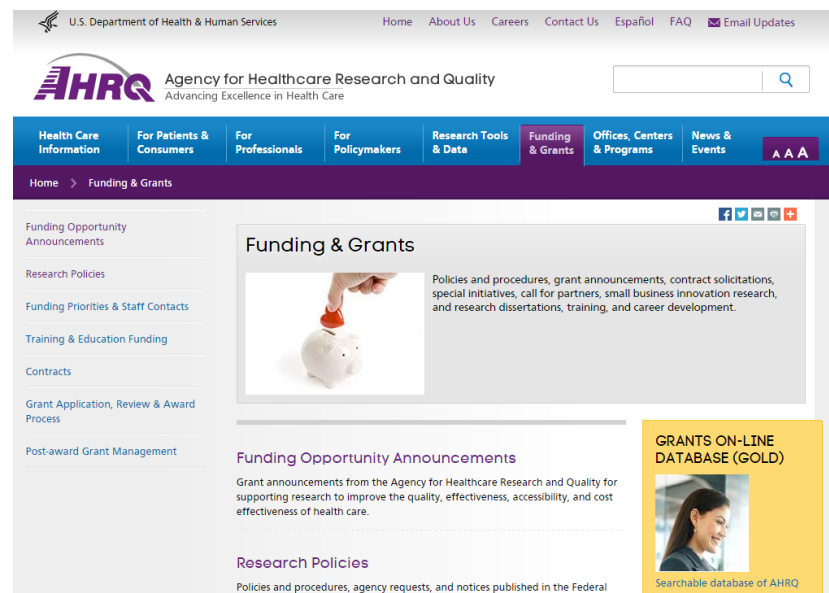 U.S. Department of Health & Human Services
Home About Us Careers Contact Us Español FAQ Email Updates
AHRQ
Agency for Healthcare Research and Quality
Advancing Excellence in Health Care
Health Care Information
For Patients & Consumers
For Professionals
For Policymakers
Research Tools & Data
Funding & Grants
Offices, Centers & Programs
News & Events
A A A
Home > Funding & Grants
Funding Opportunity
Announcements
Research Policies
Funding Priorities & Staff Contacts
Training & Education Funding
Contracts
Grant Application, Review & Award
Process
Post-award Grant Management
Funding & Grants
Policies and procedures, grant announcements, contract solicitations,
special initiatives, call for partners, small business innovation research,
and research dissertations, training, and career development.
Funding Opportunity Announcements
Grant announcements from the Agency for Healthcare Research and Quality for
supporting research to improve the quality, effectiveness, accessibility, and cost
effectiveness of health care.
Research Policies
Policies and procedures, agency requests, and notices published in the Federal
GRANTS ON-LINE
DATABASE (GOLD)
Searchable database of AHRQ